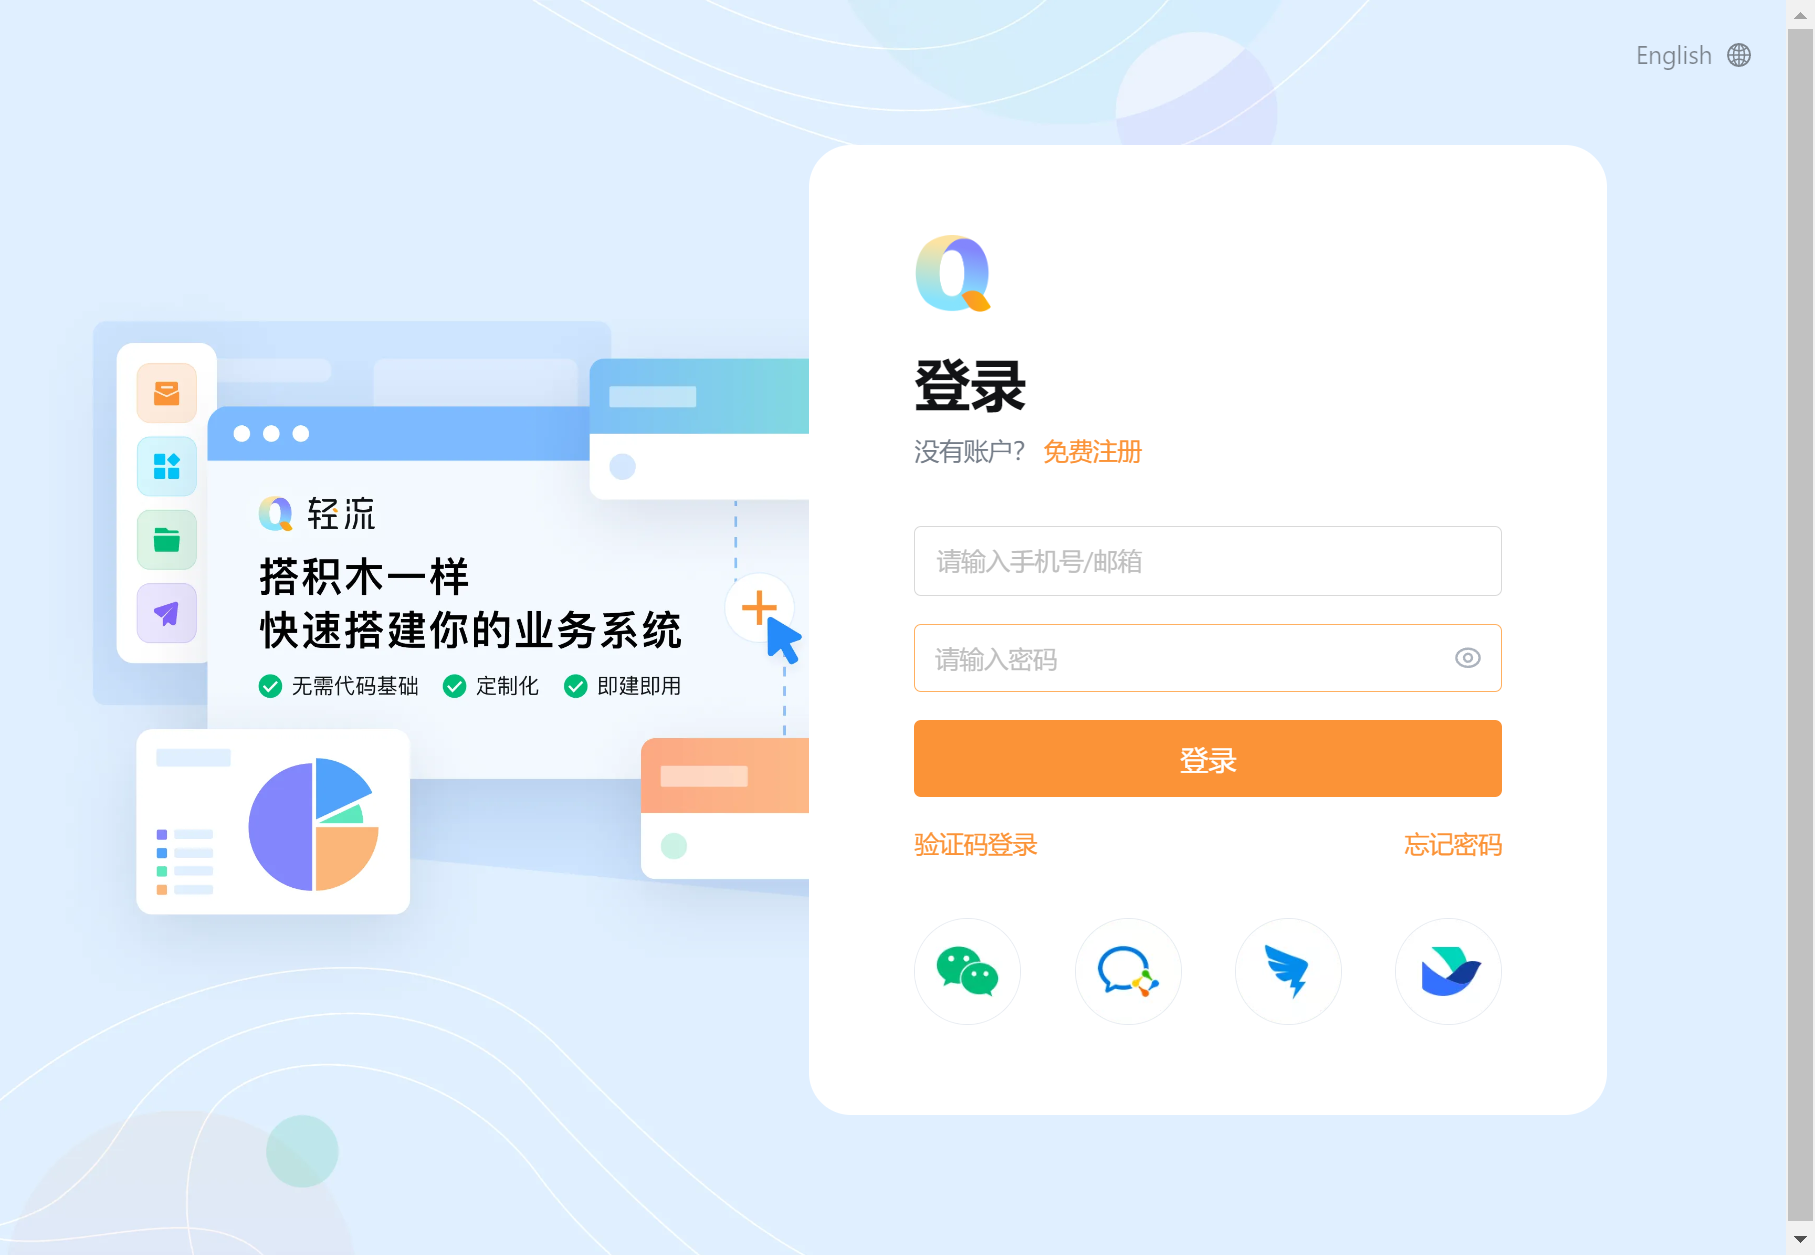 English
轻流
搭积木一样
快速搭建你的业务系统
无需代码基础 定制化 即建即用
登录
没有账户? 免费注册
请输入手机号/邮箱
请输入密码
登录
验证码登录 忘记密码